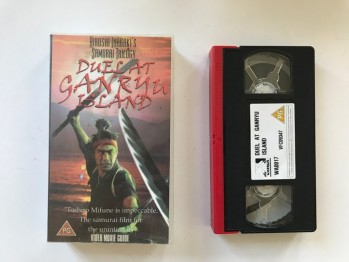 HIROSHI INAGAKI'S
SAMURAI TRILOGY
DUEL AT
GANRYU
ISLAND
"Toshiro Mifune is impeccable.
The samurai film for
the uninitiated"
VIDEO MOVIE GUIDE
PG
DUEL AT GANRYU
ISLAND
WAB017
PG